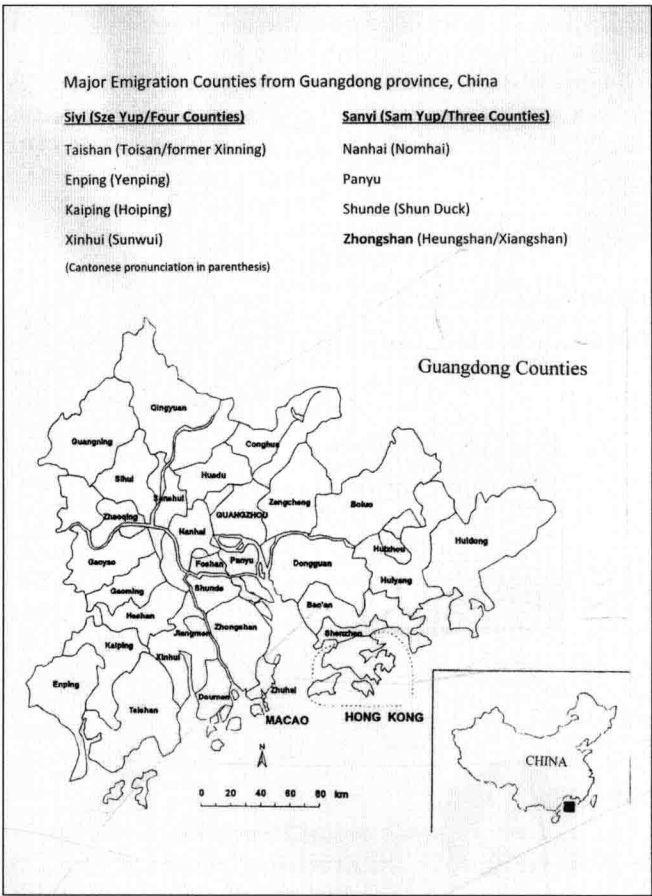 Major Emigration Counties from Guangdong province, China
Siyi (Sze Yup/Four Counties)
Taishan (Toisan/former Xinning)
Enping (Yenping)
Kaiping (Hoiping)
Xinhui (Sunwui)
(Cantonese pronunciation in parenthesis)
Sanyi (Sam Yup/Three Counties)
Nanhai (Nomhai)
Panyu
Shunde (Shun Duck)
Zhongshan (Heungshan/Xiangshan)
Guangdong Counties
Qingyuan
Guangning
Conghua
Sihui
Huadu
Sanshui
GUANGZHOU
Zengcheng
Boluo
Zhaoqing
Nanhai
Huizhou
Huidong
Gaoyao
Foshan
Panyu
Dongguan
Shunde
Huiyang
Gaoming
Heshan
Bao'an
Jiangmen
Zhongshan
Shenzhen
Kaiping
Xinhui
Enping
Taishan
Doumen
Zhuhai
MACAO
HONG KONG
CHINA
N
0 20 40 60 80 km